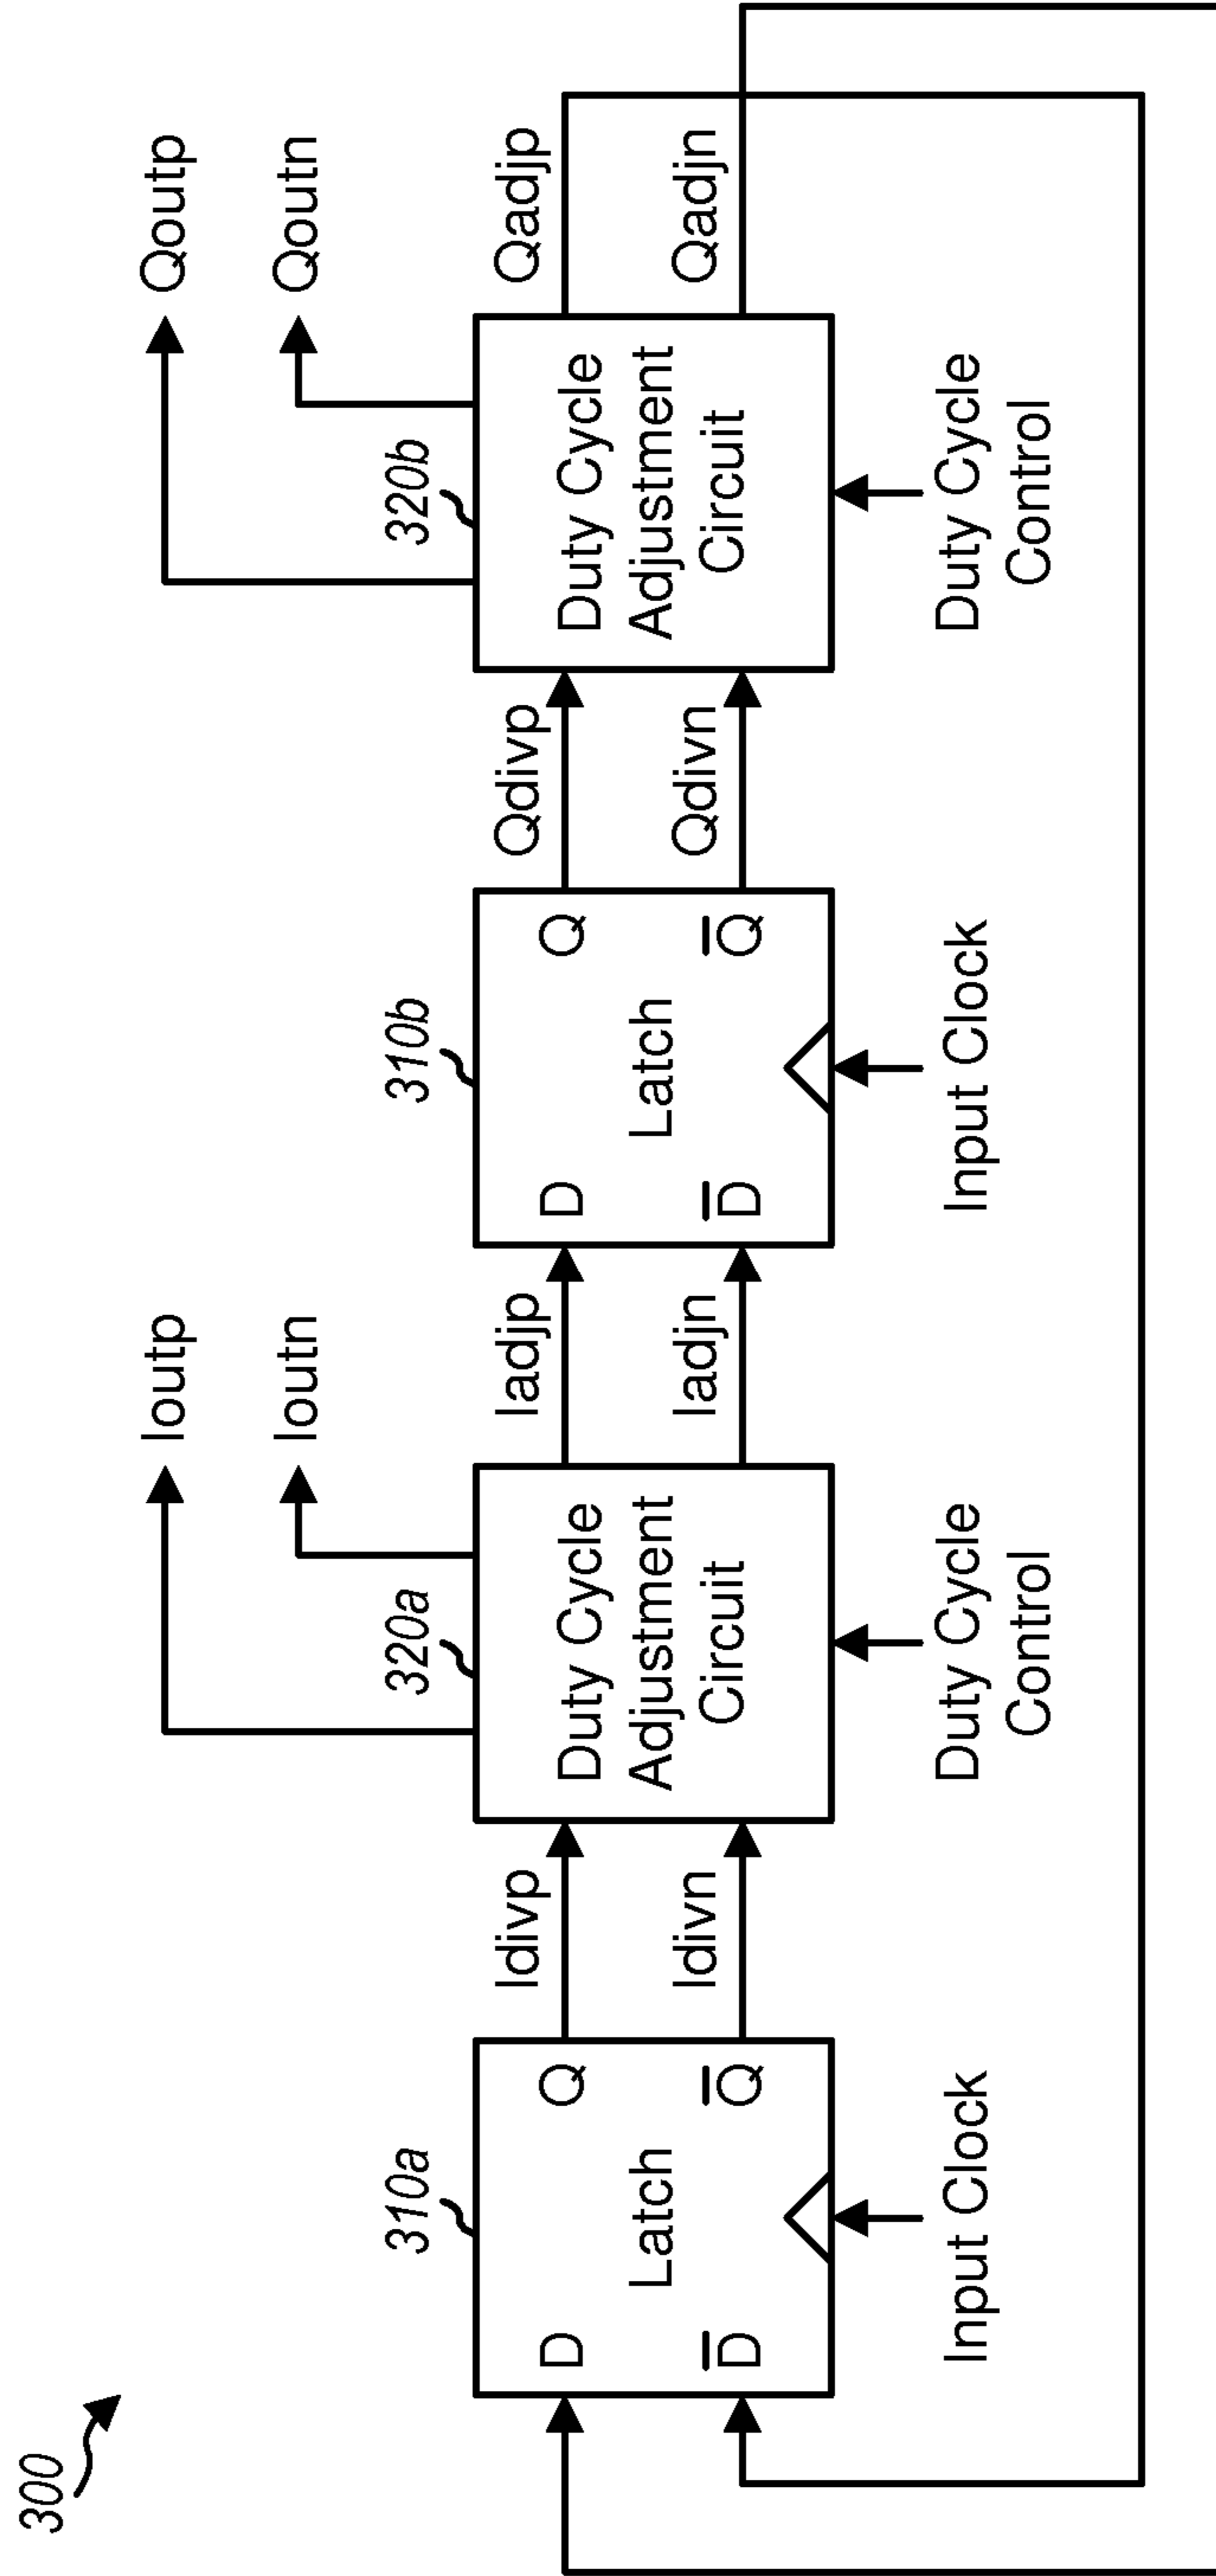 300
Ioutp
Ioutn
Qoutp
Qoutn
310a
320a
310b
320b
D
Q
Latch
D
Q
Idivp
Idivn
Duty Cycle
Adjustment
Circuit
Iadjp
Iadjn
D
Q
Latch
D
Q
Qdivp
Qdivn
Duty Cycle
Adjustment
Circuit
Qadjp
Qadjn
Input Clock
Duty Cycle
Control
Input Clock
Duty Cycle
Control